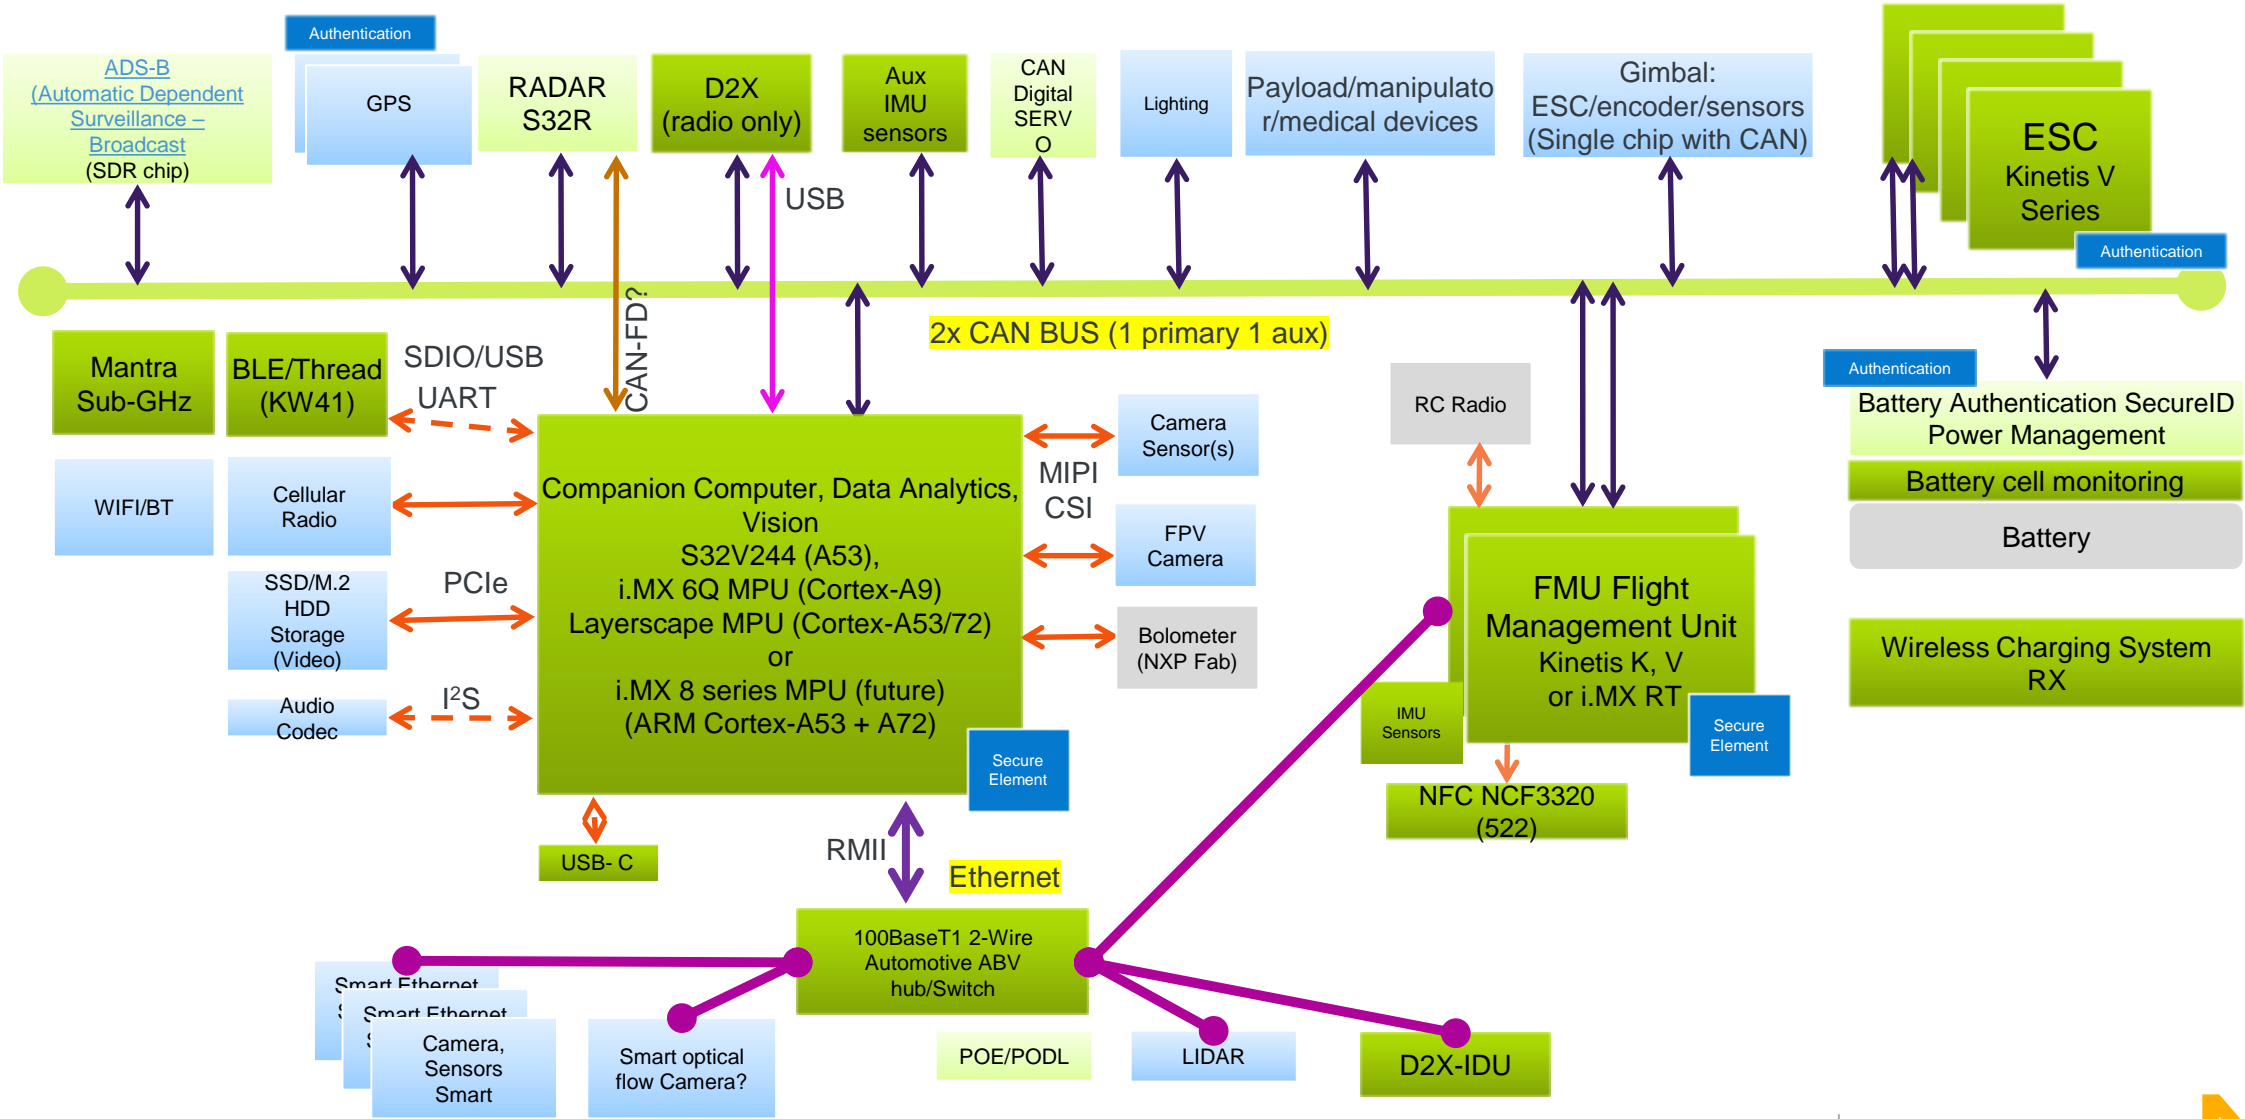 Authentication
ADS-B
(Automatic Dependent
Surveillance –
Broadcast
(SDR chip)
GPS
RADAR
S32R
D2X
(radio only)
Aux
IMU
sensors
CAN
Digital
SERV
O
Lighting
Payload/manipulato
r/medical devices
Gimbal:
ESC/encoder/sensors
(Single chip with CAN)
ESC
Kinetis V
Series
Authentication
USB
CAN-FD?
2x CAN BUS (1 primary 1 aux)
Mantra
Sub-GHz
BLE/Thread
(KW41)
SDIO/USB
UART
WIFI/BT
Cellular
Radio
SSD/M.2
HDD
Storage
(Video)
PCIe
Audio
Codec
I²S
Companion Computer, Data Analytics,
Vision
S32V244 (A53),
i.MX 6Q MPU (Cortex-A9)
Layerscape MPU (Cortex-A53/72)
or
i.MX 8 series MPU (future)
(ARM Cortex-A53 + A72)
Secure
Element
Camera
Sensor(s)
MIPI
CSI
FPV
Camera
Bolometer
(NXP Fab)
RC Radio
FMU Flight
Management Unit
Kinetis K, V
or i.MX RT
IMU
Sensors
Secure
Element
NFC NCF3320
(522)
Authentication
Battery Authentication SecureID
Power Management
Battery cell monitoring
Battery
Wireless Charging System
RX
USB- C
RMII
Ethernet
100BaseT1 2-Wire
Automotive ABV
hub/Switch
Smart Ethernet
Smart Ethernet
Camera,
Sensors
Smart
Smart optical
flow Camera?
POE/PODL
LIDAR
D2X-IDU